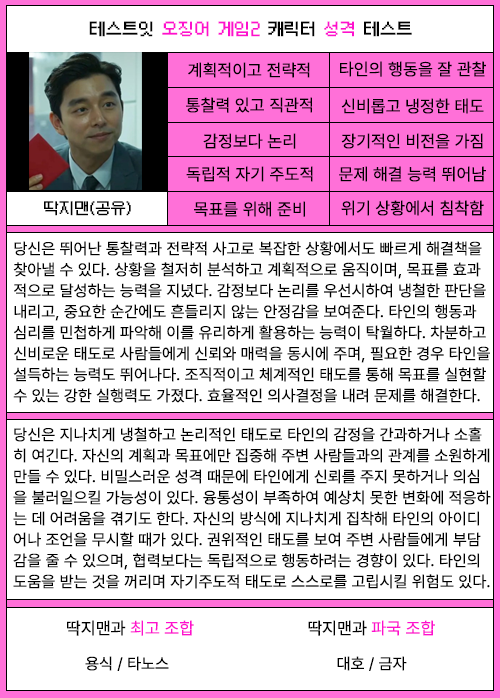 테스트잇 오징어 게임2 캐릭터 성격 테스트
계획적이고 전략적 타인의 행동을 잘 관찰
통찰력 있고 직관적 신비롭고 냉정한 태도
감정보다 논리 장기적인 비전을 가짐
독립적 자기 주도적 문제 해결 능력 뛰어남
딱지맨(공유) 목표를 위해 준비 위기 상황에서 침착함
당신은 뛰어난 통찰력과 전략적 사고로 복잡한 상황에서도 빠르게 해결책을
찾아낼 수 있다. 상황을 철저히 분석하고 계획적으로 움직이며, 목표를 효과
적으로 달성하는 능력을 지녔다. 감정보다 논리를 우선시하여 냉철한 판단을
내리고, 중요한 순간에도 흔들리지 않는 안정감을 보여준다. 타인의 행동과
심리를 민첩하게 파악해 이를 유리하게 활용하는 능력이 탁월하다. 차분하고
신비로운 태도로 사람들에게 신뢰와 매력을 동시에 주며, 필요한 경우 타인을
설득하는 능력도 뛰어나다. 조직적이고 체계적인 태도를 통해 목표를 실현할
수 있는 강한 실행력도 가졌다. 효율적인 의사결정을 내려 문제를 해결한다.
당신은 지나치게 냉철하고 논리적인 태도로 타인의 감정을 간과하거나 소홀
히 여긴다. 자신의 계획과 목표에만 집중해 주변 사람들과의 관계를 소원하게
만들 수 있다. 비밀스러운 성격 때문에 타인에게 신뢰를 주지 못하거나 의심
을 불러일으킬 가능성이 있다. 융통성이 부족하여 예상치 못한 변화에 적응하
는 데 어려움을 겪기도 한다. 자신의 방식에 지나치게 집착해 타인의 아이디
어나 조언을 무시할 때가 있다. 권위적인 태도를 보여 주변 사람들에게 부담
감을 줄 수 있으며, 협력보다는 독립적으로 행동하려는 경향이 있다. 타인의
도움을 받는 것을 꺼리며 자기주도적 태도로 스스로를 고립시킬 위험도 있다.
딱지맨과 최고 조합 딱지맨과 파국 조합
용식 / 타노스 대호 / 금자